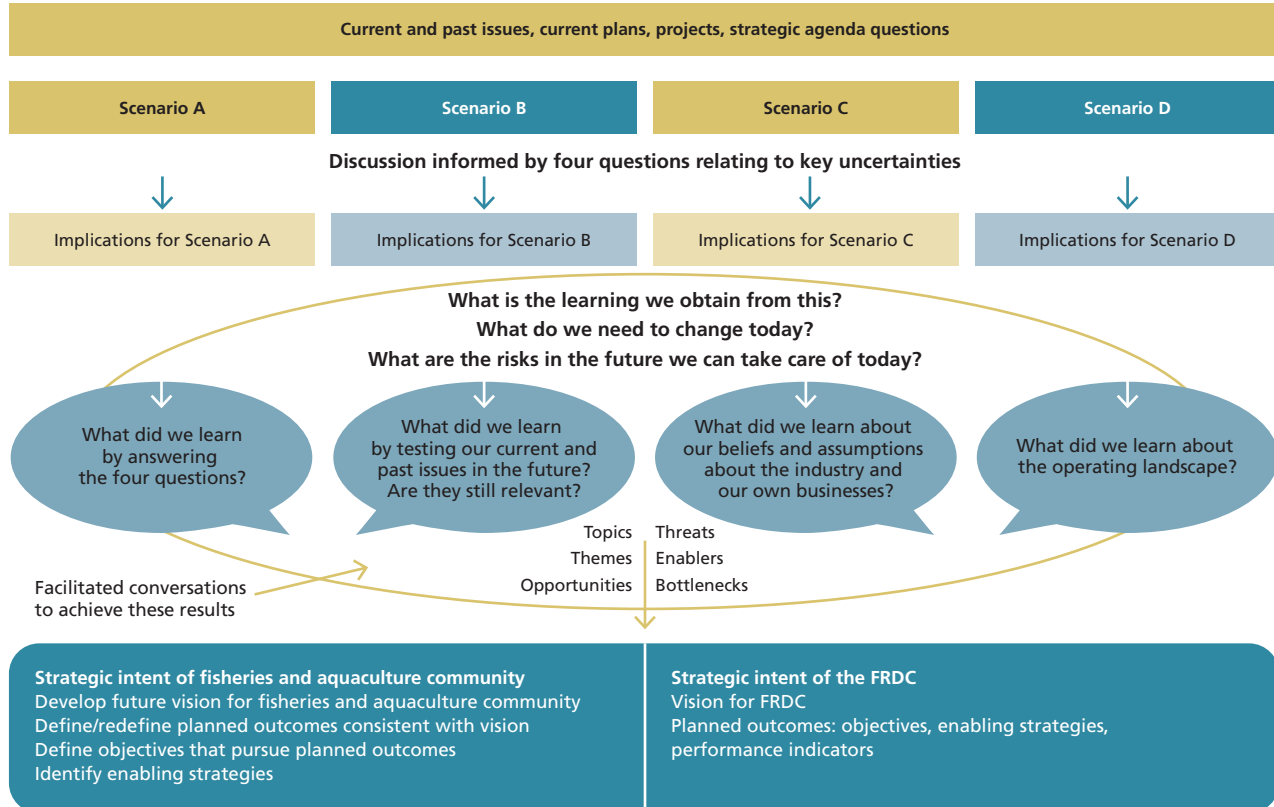 Current and past issues, current plans, projects, strategic agenda questions
Scenario A
Scenario B
Scenario C
Scenario D
Discussion informed by four questions relating to key uncertainties
Implications for Scenario A
Implications for Scenario B
Implications for Scenario C
Implications for Scenario D
What is the learning we obtain from this?
What do we need to change today?
What are the risks in the future we can take care of today?
What did we learn
by answering
the four questions?
What did we learn
by testing our current and
past issues in the future?
Are they still relevant?
What did we learn about
our beliefs and assumptions
about the industry and
our own businesses?
What did we learn about
the operating landscape?
Topics
Themes
Opportunities
Threats
Enablers
Bottlenecks
Facilitated conversations
to achieve these results
Strategic intent of fisheries and aquaculture community
Develop future vision for fisheries and aquaculture community
Define/redefine planned outcomes consistent with vision
Define objectives that pursue planned outcomes
Identify enabling strategies
Strategic intent of the FRDC
Vision for FRDC
Planned outcomes: objectives, enabling strategies,
performance indicators